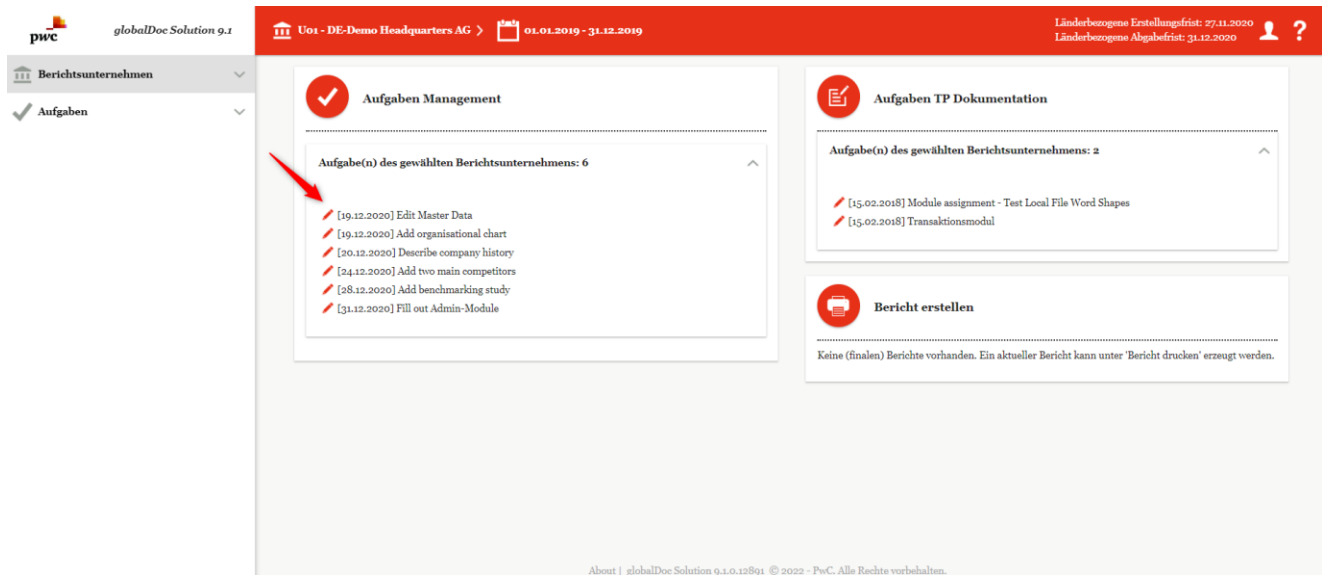 pwc
globalDoc Solution 9.1
U01 - DE-Demo Headquarters AG > 01.01.2019 - 31.12.2019
Länderbezogene Erstellungsfrist: 27.11.2020
Länderbezogene Abgabefrist: 31.12.2020
?
Berichtsunternehmen
Aufgaben
Aufgaben Management
Aufgabe(n) des gewählten Berichtsunternehmens: 6
[19.12.2020] Edit Master Data
[19.12.2020] Add organisational chart
[20.12.2020] Describe company history
[24.12.2020] Add two main competitors
[28.12.2020] Add benchmarking study
[31.12.2020] Fill out Admin-Module
Aufgaben TP Dokumentation
Aufgabe(n) des gewählten Berichtsunternehmens: 2
[15.02.2018] Module assignment - Test Local File Word Shapes
[15.02.2018] Transaktionsmodul
Bericht erstellen
Keine (finalen) Berichte vorhanden. Ein aktueller Bericht kann unter 'Bericht drucken' erzeugt werden.
About | globalDoc Solution 9.1.0.12891 © 2022 - PwC. Alle Rechte vorbehalten.